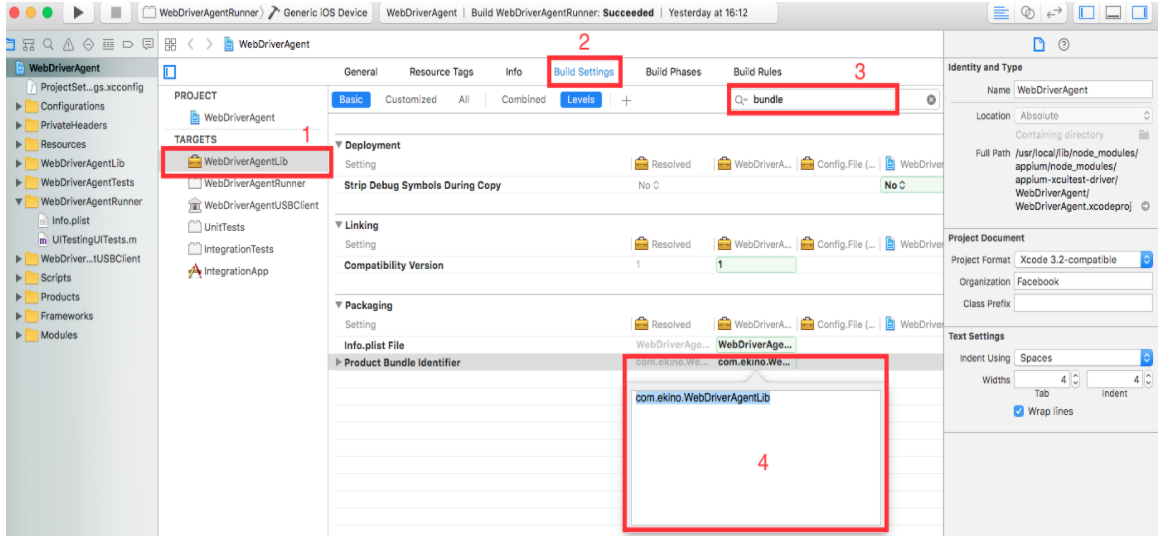 WebDriverAgentRunner
Generic iOS Device
WebDriverAgent | Build WebDriverAgentRunner: Succeeded | Yesterday at 16:12
WebDriverAgent
2
WebDriverAgent
ProjectSet...gs.xcconfig
Configurations
PrivateHeaders
Resources
WebDriverAgentLib
WebDriverAgentTests
WebDriverAgentRunner
Info.plist
UITestingUITests.m
WebDriver...tUSBClient
Scripts
Products
Frameworks
Modules
PROJECT
WebDriverAgent
TARGETS
1
WebDriverAgentLib
WebDriverAgentRunner
WebDriverAgentUSBClient
UnitTests
IntegrationTests
IntegrationApp
General Resource Tags Info Build Settings Build Phases Build Rules
3
Basic Customized All Combined Levels +
bundle
Deployment
Setting Resolved WebDriverA... Config.File (... WebDriver
Strip Debug Symbols During Copy No No
Linking
Setting Resolved WebDriverA... Config.File (... WebDriver
Compatibility Version 1 1
Packaging
Setting Resolved WebDriverA... Config.File (... WebDriver
Info.plist File WebDriverAge... WebDriverAge...
Product Bundle Identifier com.ekino.We... com.ekino.We...
com.ekino.WebDriverAgentLib
4
Identity and Type
Name WebDriverAgent
Location Absolute
Containing directory
Full Path /usr/local/lib/node_modules/
appium/node_modules/
appium-xcuitest-driver/
WebDriverAgent/
WebDriverAgent.xcodeproj
Project Document
Project Format Xcode 3.2-compatible
Organization Facebook
Class Prefix
Text Settings
Indent Using Spaces
Widths 4 4
Tab Indent
Wrap lines